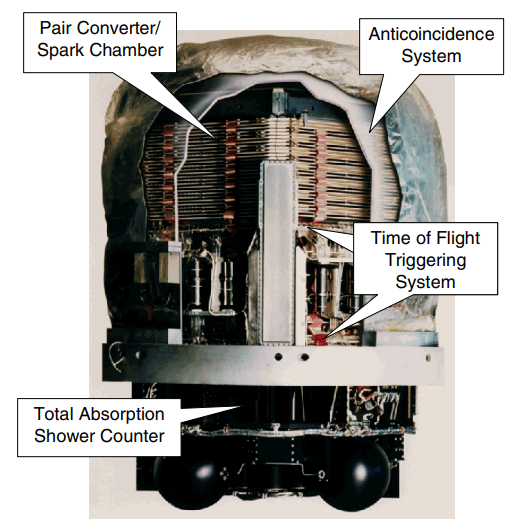 Pair Converter/
Spark Chamber
Anticoincidence
System
Time of Flight
Triggering
System
Total Absorption
Shower Counter